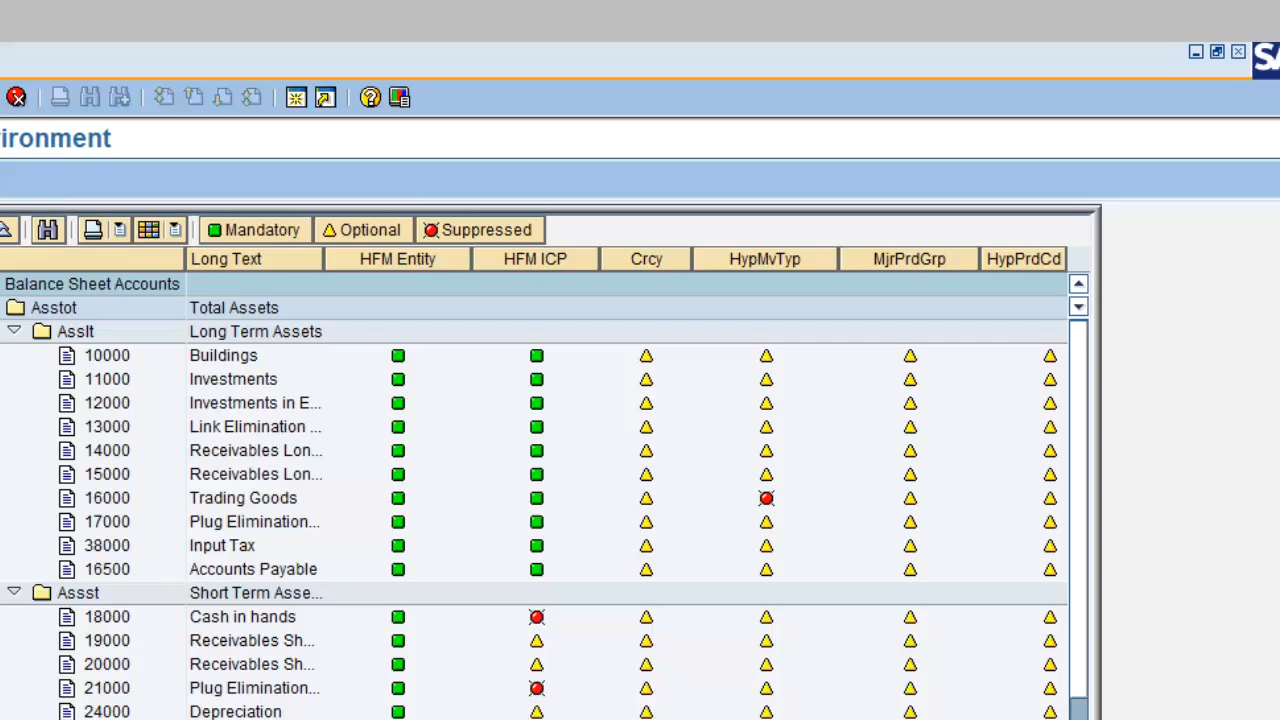 SA
ironment
Mandatory Optional Suppressed
Long Text HFM Entity HFM ICP Crcy HypMvTyp MjrPrdGrp HypPrdCd
Balance Sheet Accounts
Asstot Total Assets
Asslt Long Term Assets
10000 Buildings
11000 Investments
12000 Investments in E...
13000 Link Elimination ...
14000 Receivables Lon...
15000 Receivables Lon...
16000 Trading Goods
17000 Plug Elimination...
38000 Input Tax
16500 Accounts Payable
Assst Short Term Asse...
18000 Cash in hands
19000 Receivables Sh...
20000 Receivables Sh...
21000 Plug Elimination...
24000 Depreciation